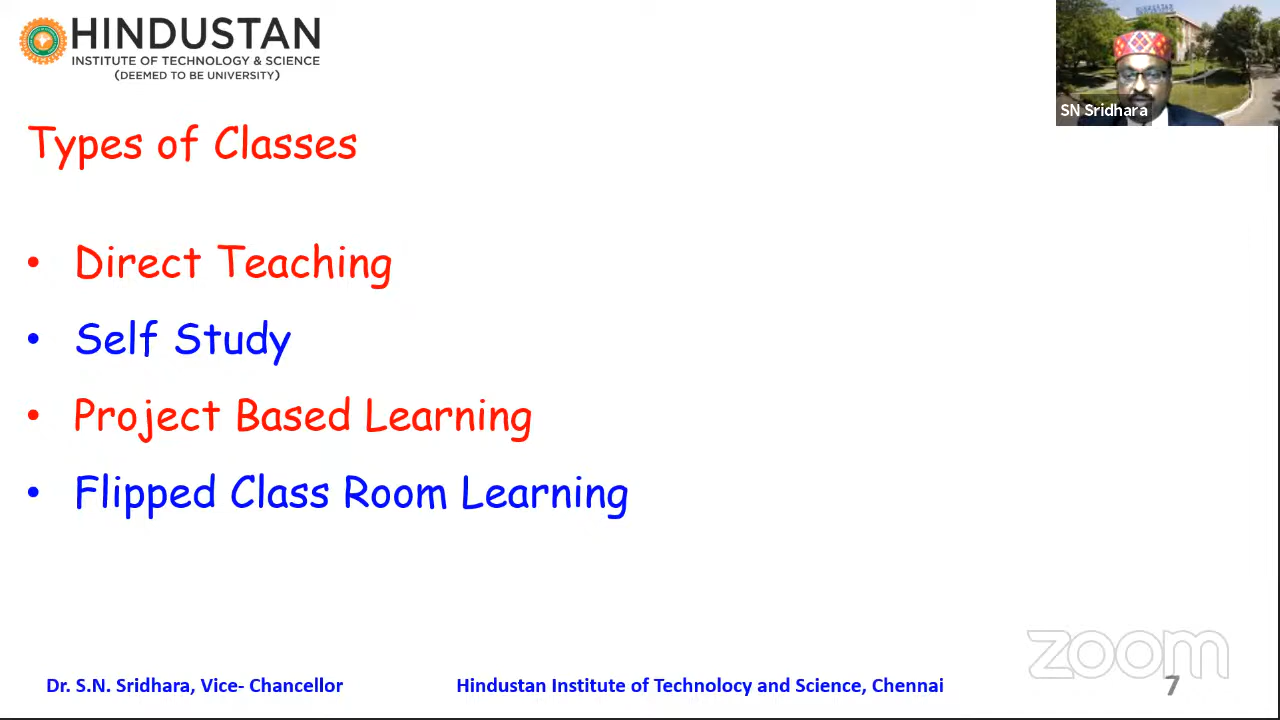 HINDUSTAN
INSTITUTE OF TECHNOLOGY & SCIENCE
(DEEMED TO BE UNIVERSITY)
SN Sridhara
Types of Classes
• Direct Teaching
• Self Study
• Project Based Learning
• Flipped Class Room Learning
zoom
Dr. S.N. Sridhara, Vice- Chancellor Hindustan Institute of Technolocy and Science, Chennai 7